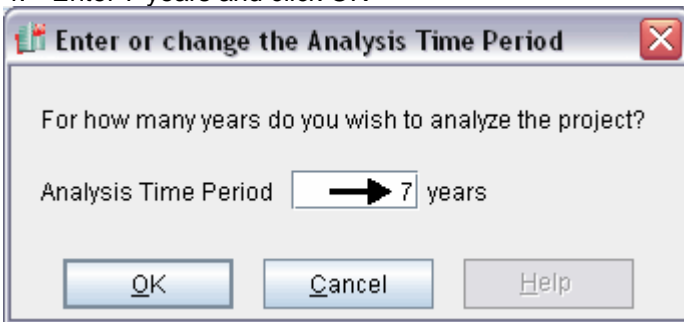 Enter or change the Analysis Time Period
For how many years do you wish to analyze the project?
Analysis Time Period 7 years
OK Cancel Help